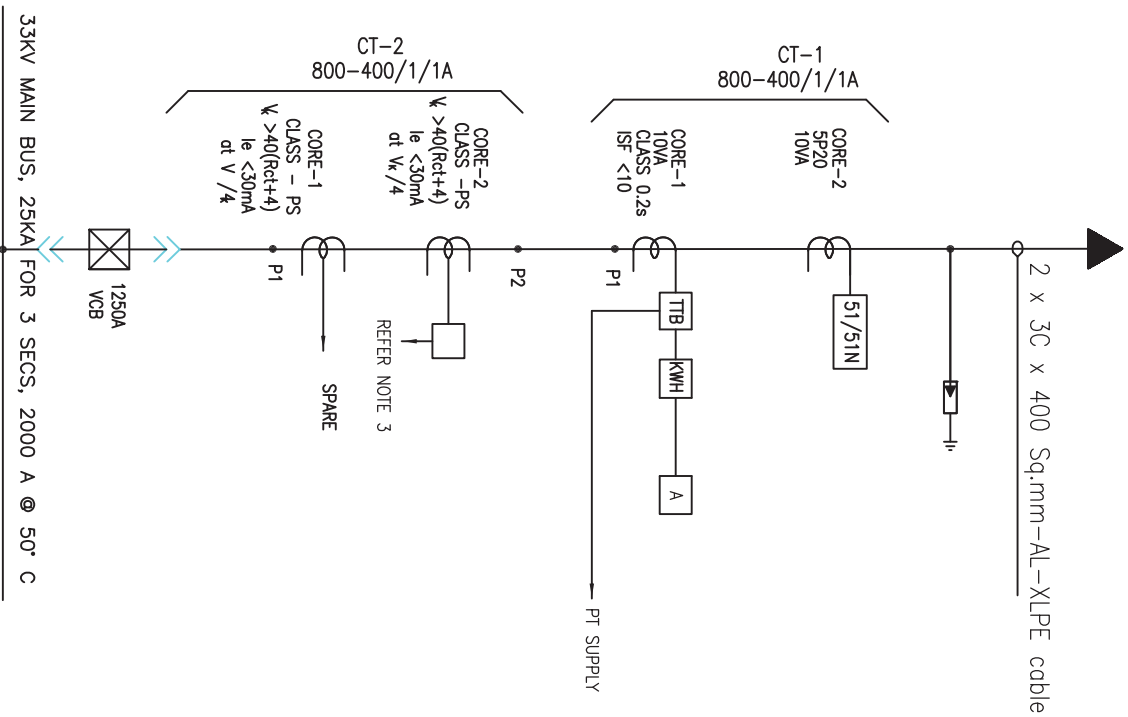 CT-2
800-400/1/1A
CT-1
800-400/1/1A
CORE-1
CLASS - PS
Vk >40(Rct+4)
Ie <30mA
at V /4
CORE-2
CLASS -PS
Vk >40(Rct+4)
Ie <30mA
at Vk/4
CORE-1
10VA
CLASS 0.2s
ISF <10
CORE-2
5P20
10VA
P1
P2
P1
1250A
VCB
SPARE
REFER NOTE 3
TTB
KWH
A
51/51N
PT SUPPLY
2 x 3C x 400 Sq.mm-AL-XLPE cable
33KV MAIN BUS, 25KA FOR 3 SECS, 2000 A @ 50° C